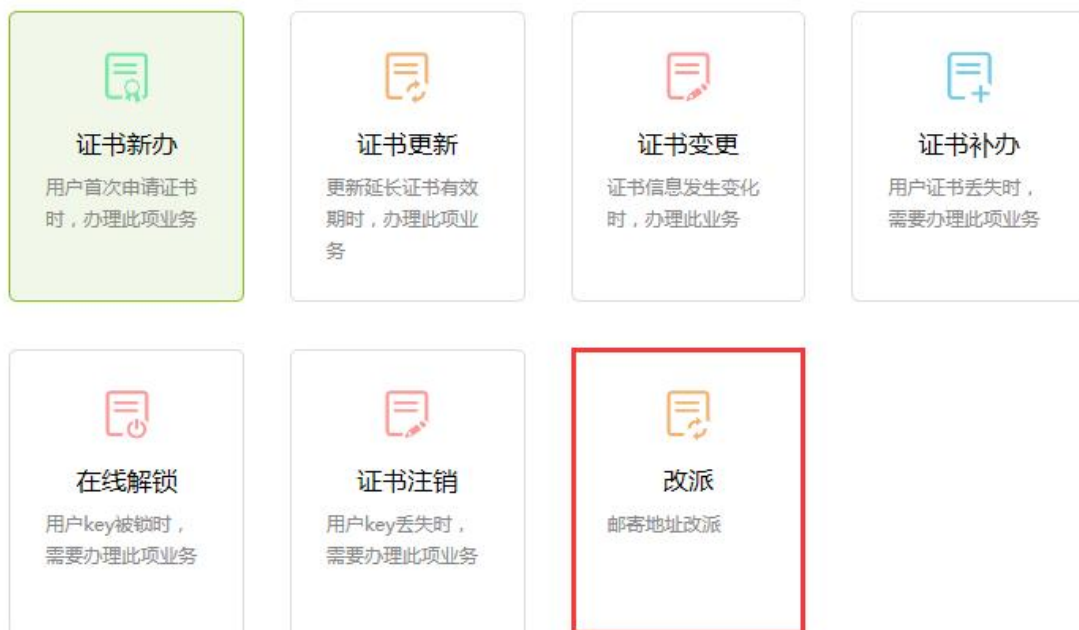 证书新办
用户首次申请证书
时，办理此项业务
证书更新
更新延长证书有效
期时，办理此项业
务
证书变更
证书信息发生变化
时，办理此业务
证书补办
用户证书丢失时，
需要办理此项业务
在线解锁
用户key被锁时，
需要办理此项业务
证书注销
用户key丢失时，
需要办理此项业务
改派
邮寄地址改派